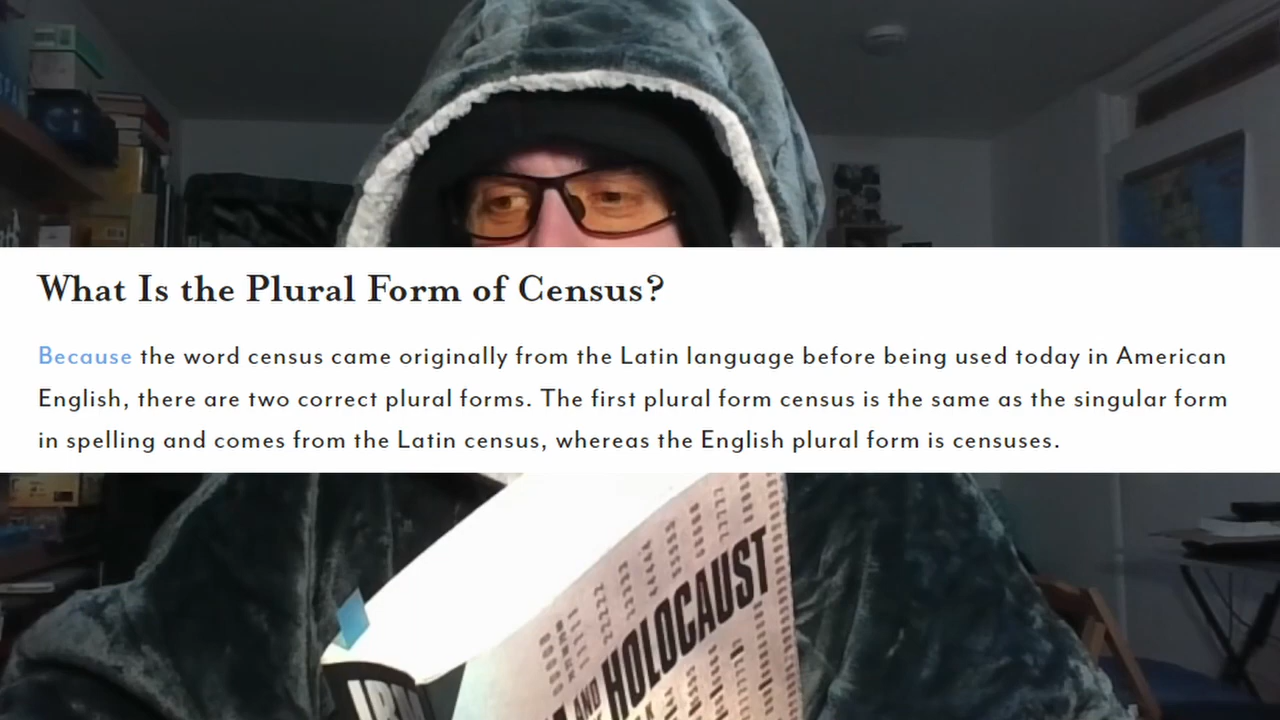 What Is the Plural Form of Census?
Because the word census came originally from the Latin language before being used today in American
English, there are two correct plural forms. The first plural form census is the same as the singular form
in spelling and comes from the Latin census, whereas the English plural form is censuses.
IBM
AND
HOLOCAUST